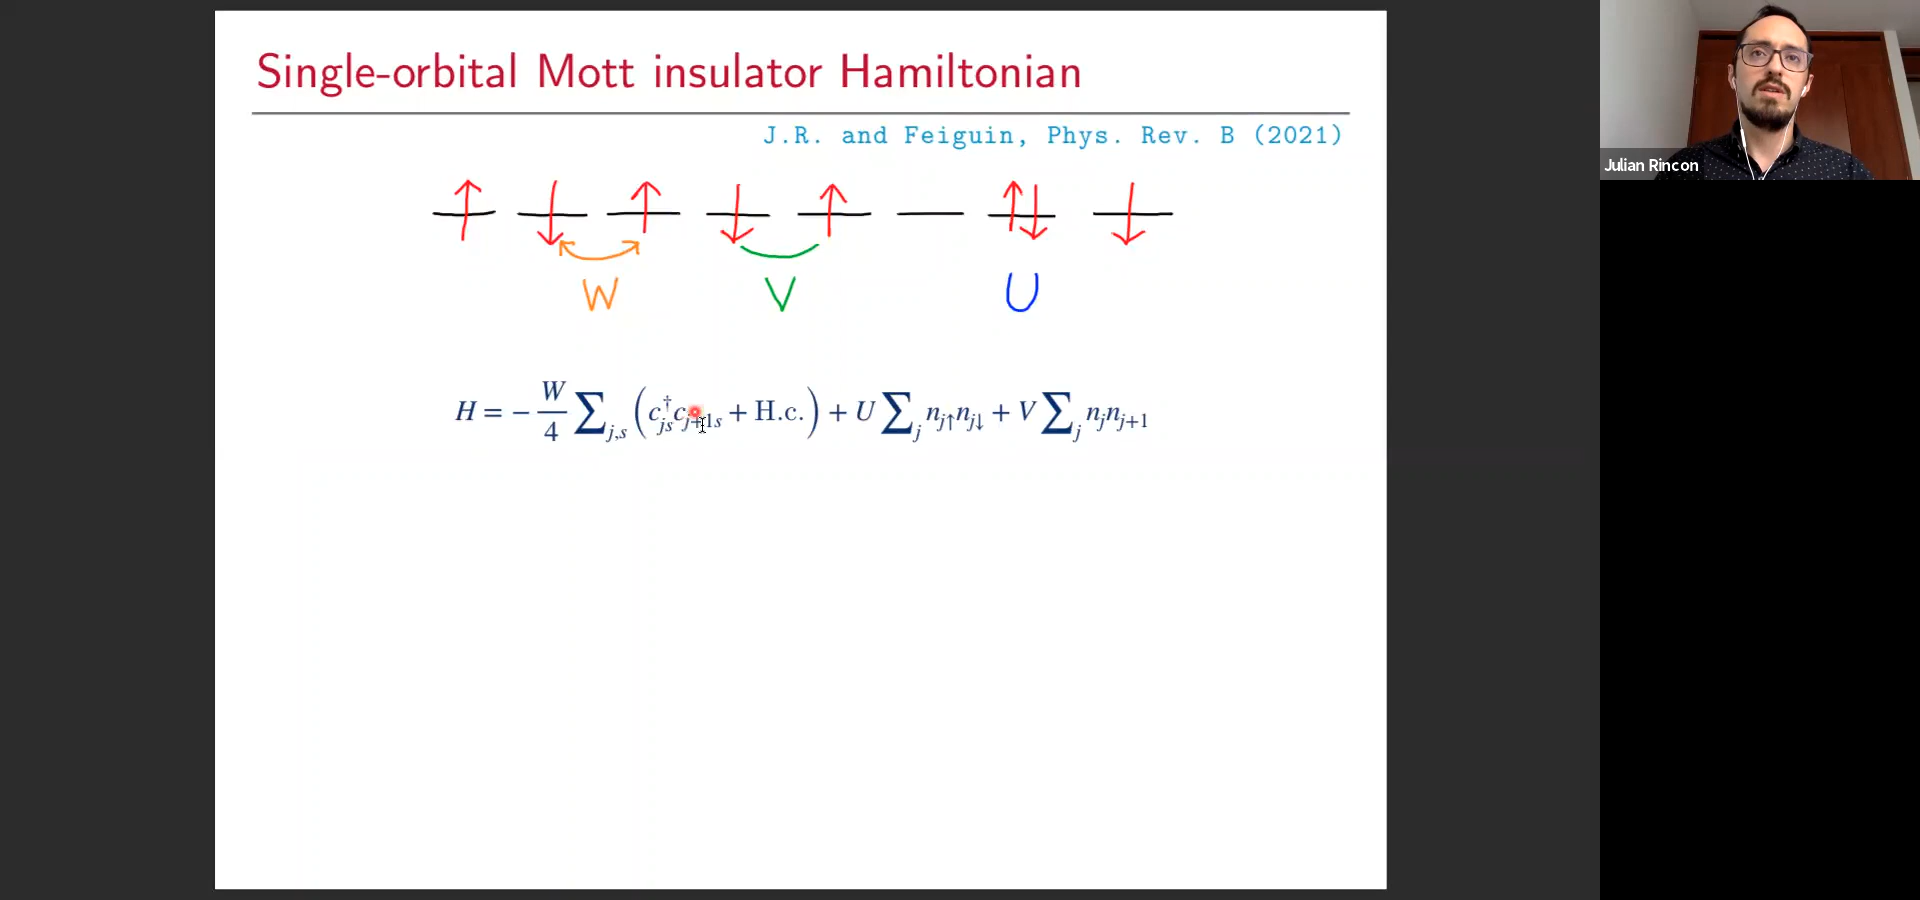 Single-orbital Mott insulator Hamiltonian
J.R. and Feiguin, Phys. Rev. B (2021)
W V U
H = − W/4 ∑_{j,s} (c†_{js} c_{j+1s} + H.c.) + U ∑_j n_{j↑} n_{j↓} + V ∑_j n_j n_{j+1}
Julian Rincon